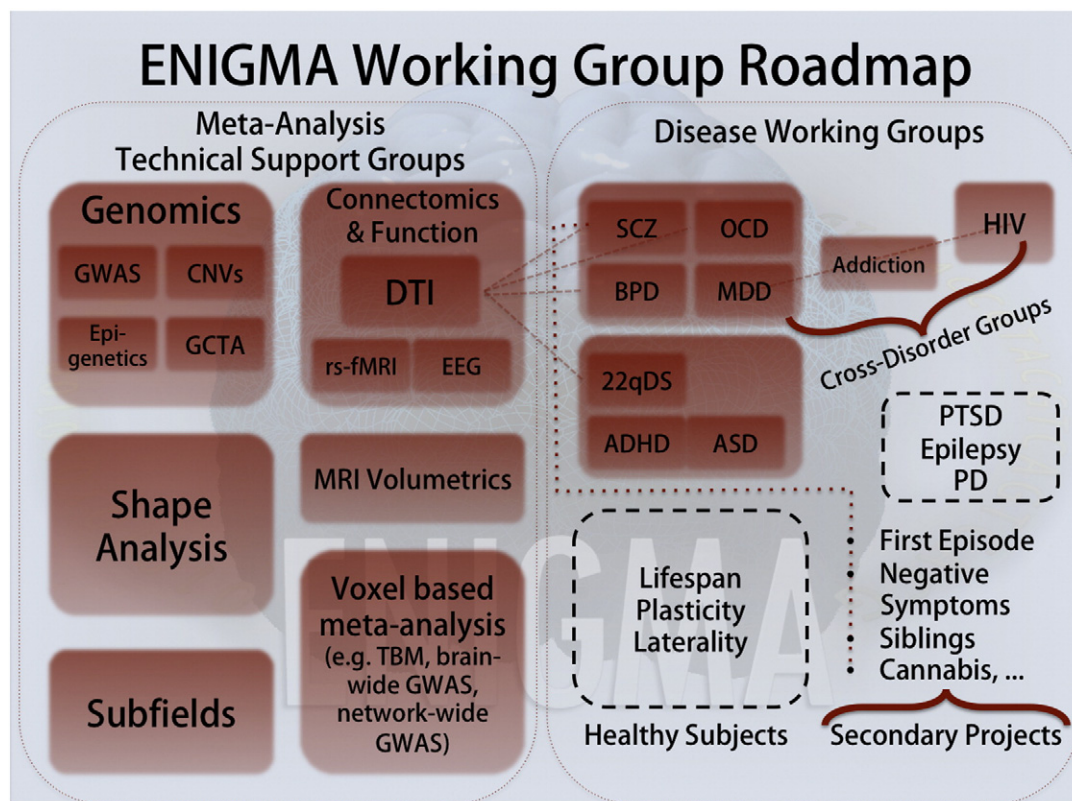 ENIGMA Working Group Roadmap
Meta-Analysis
Technical Support Groups
Genomics
GWAS
CNVs
Epi-
genetics
GCTA
Connectomics
& Function
DTI
rs-fMRI
EEG
Shape
Analysis
MRI Volumetrics
Subfields
Voxel based
meta-analysis
(e.g. TBM, brain-
wide GWAS,
network-wide
GWAS)
Disease Working Groups
SCZ
OCD
BPD
MDD
Addiction
HIV
Cross-Disorder Groups
22qDS
ADHD
ASD
PTSD
Epilepsy
PD
Lifespan
Plasticity
Laterality
Healthy Subjects
• First Episode
• Negative
Symptoms
• Siblings
• Cannabis, ...
Secondary Projects
ENIGMA